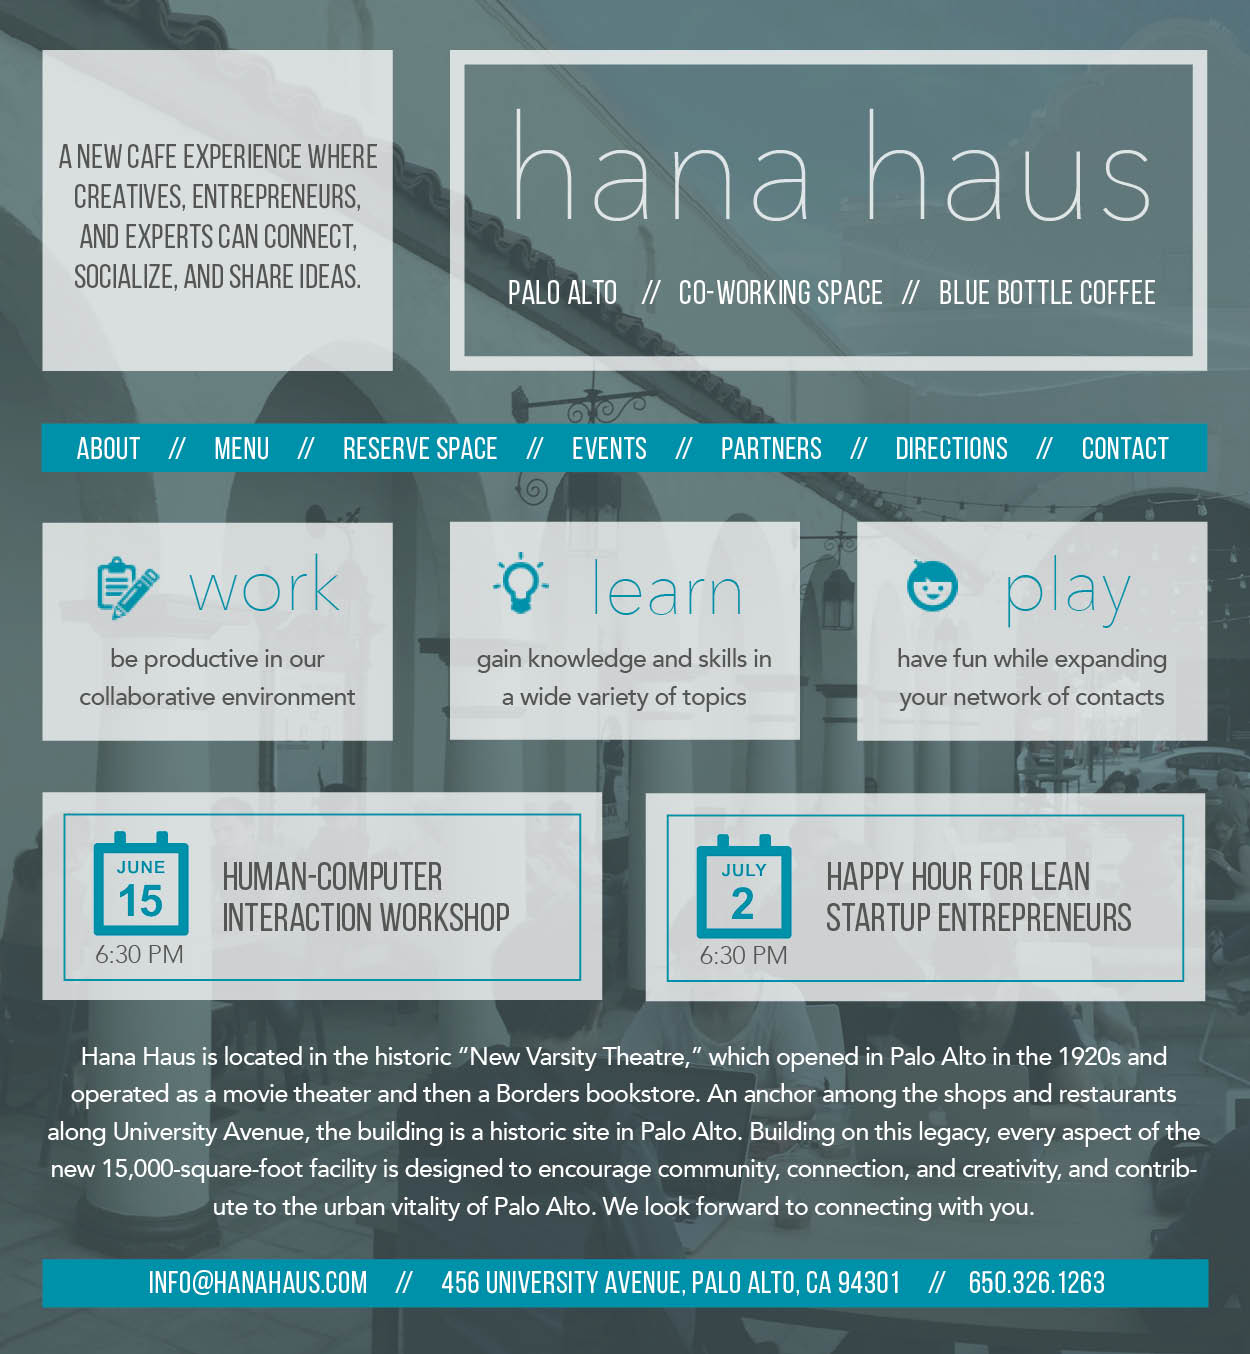 A NEW CAFE EXPERIENCE WHERE
CREATIVES, ENTREPRENEURS,
AND EXPERTS CAN CONNECT,
SOCIALIZE, AND SHARE IDEAS.
hana haus
PALO ALTO // CO-WORKING SPACE // BLUE BOTTLE COFFEE
ABOUT // MENU // RESERVE SPACE // EVENTS // PARTNERS // DIRECTIONS // CONTACT
work
be productive in our
collaborative environment
learn
gain knowledge and skills in
a wide variety of topics
play
have fun while expanding
your network of contacts
JUNE
15
6:30 PM
HUMAN-COMPUTER
INTERACTION WORKSHOP
JULY
2
6:30 PM
HAPPY HOUR FOR LEAN
STARTUP ENTREPRENEURS
Hana Haus is located in the historic “New Varsity Theatre,” which opened in Palo Alto in the 1920s and
operated as a movie theater and then a Borders bookstore. An anchor among the shops and restaurants
along University Avenue, the building is a historic site in Palo Alto. Building on this legacy, every aspect of the
new 15,000-square-foot facility is designed to encourage community, connection, and creativity, and contrib-
ute to the urban vitality of Palo Alto. We look forward to connecting with you.
INFO@HANAHAUS.COM // 456 UNIVERSITY AVENUE, PALO ALTO, CA 94301 // 650.326.1263